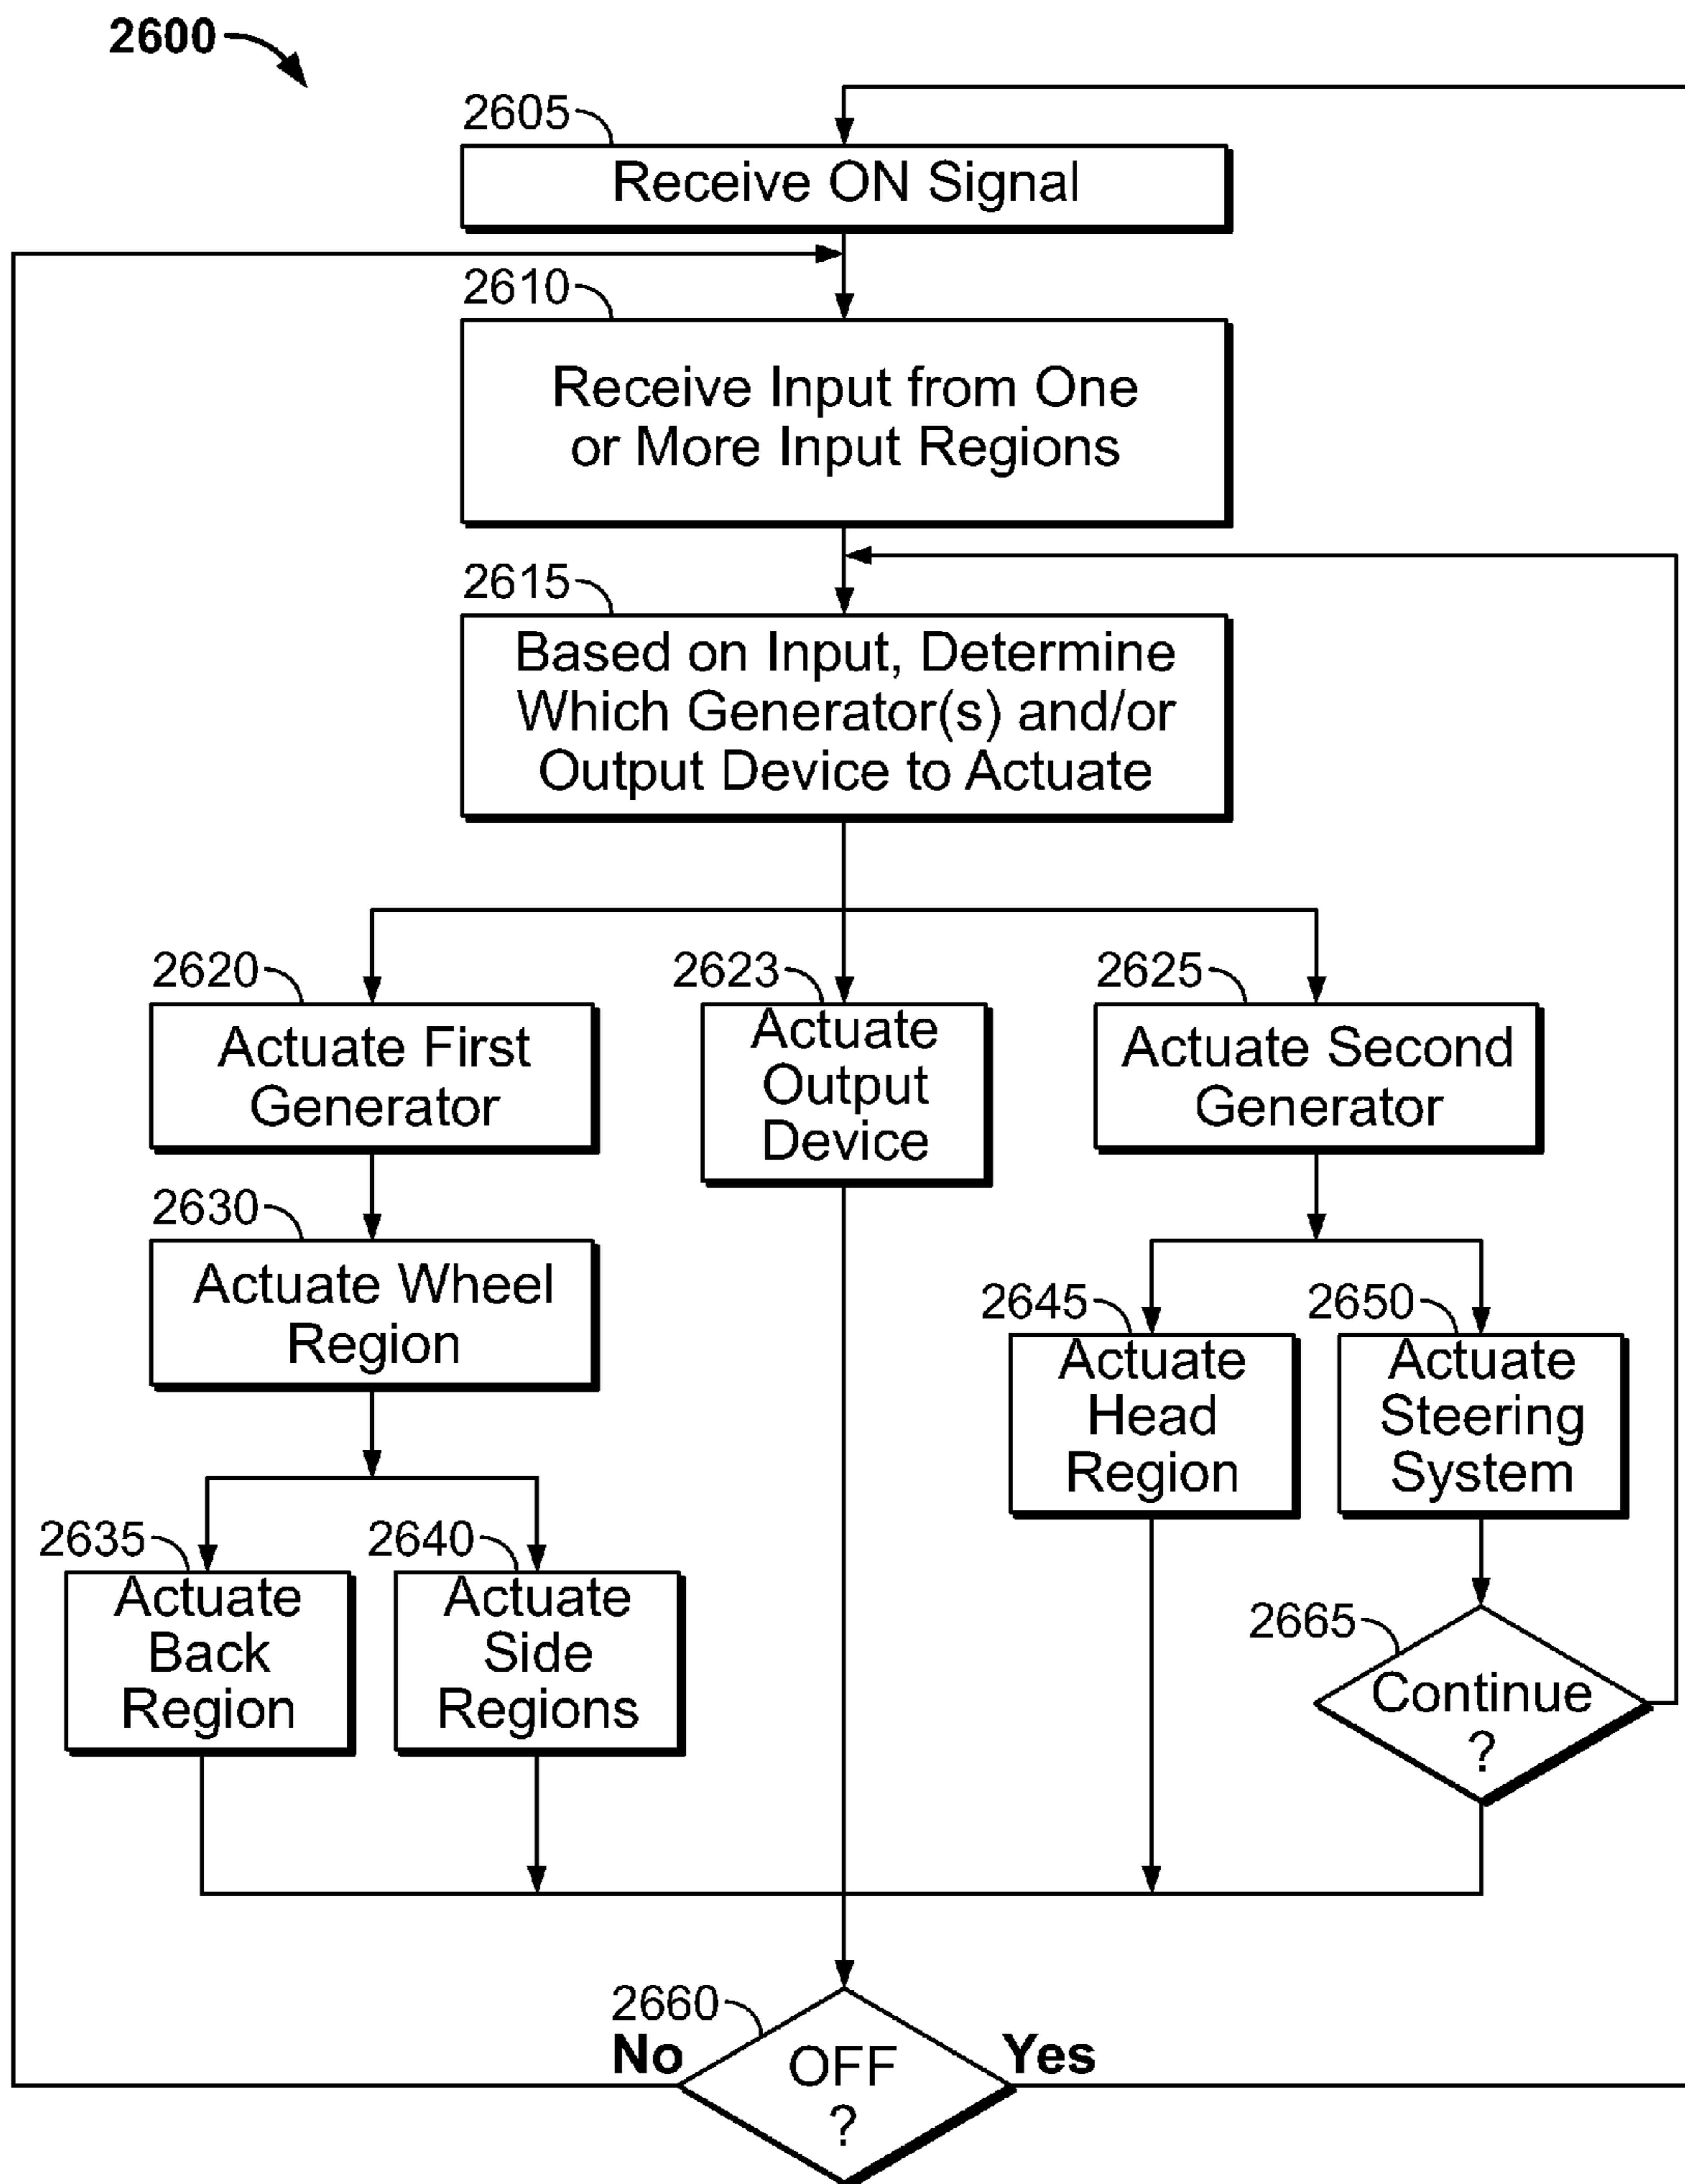 2600
2605
Receive ON Signal
2610
Receive Input from One
or More Input Regions
2615
Based on Input, Determine
Which Generator(s) and/or
Output Device to Actuate
2620
Actuate First
Generator
2623
Actuate
Output
Device
2625
Actuate Second
Generator
2630
Actuate Wheel
Region
2645
Actuate
Head
Region
2650
Actuate
Steering
System
2635
Actuate
Back
Region
2640
Actuate
Side
Regions
2665
Continue
?
2660
No
OFF
?
Yes